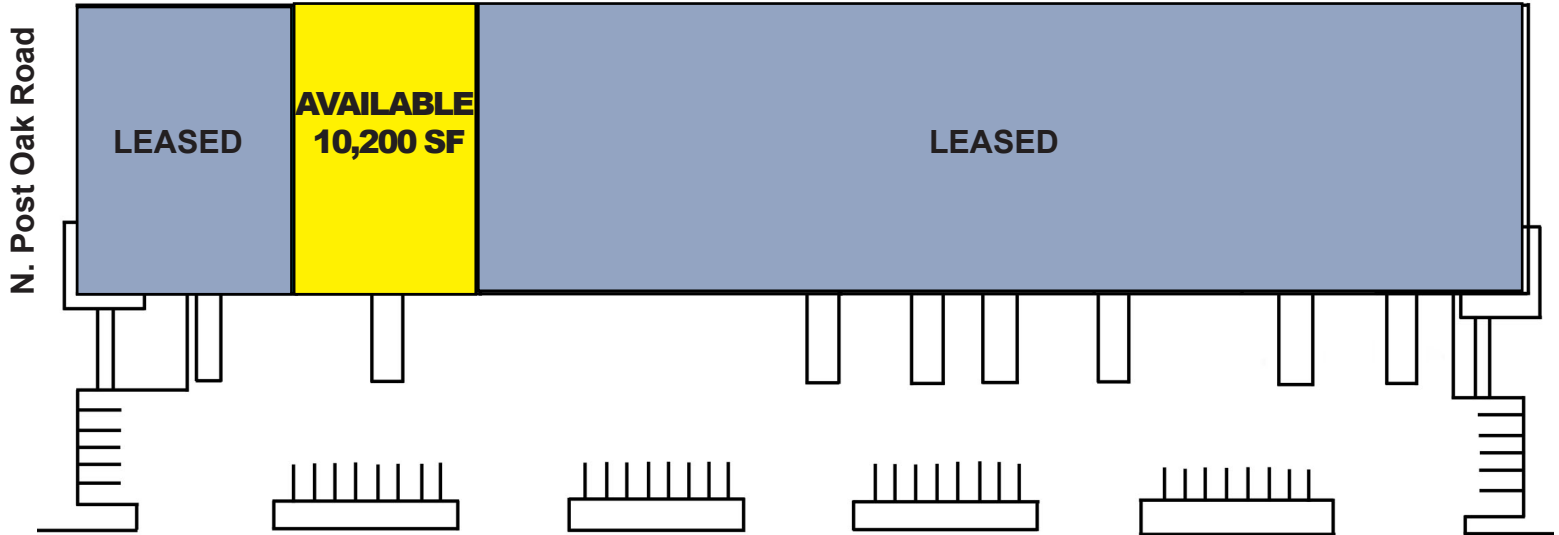 N. Post Oak Road
LEASED
AVAILABLE
10,200 SF
LEASED